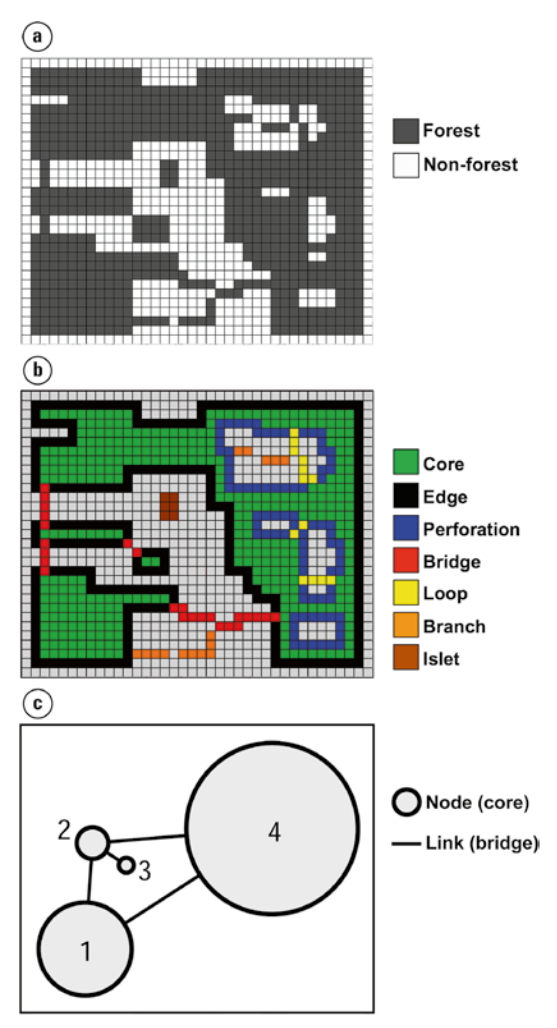 a
Forest
Non-forest
b
Core
Edge
Perforation
Bridge
Loop
Branch
Islet
c
Node (core)
Link (bridge)
2
3
4
1